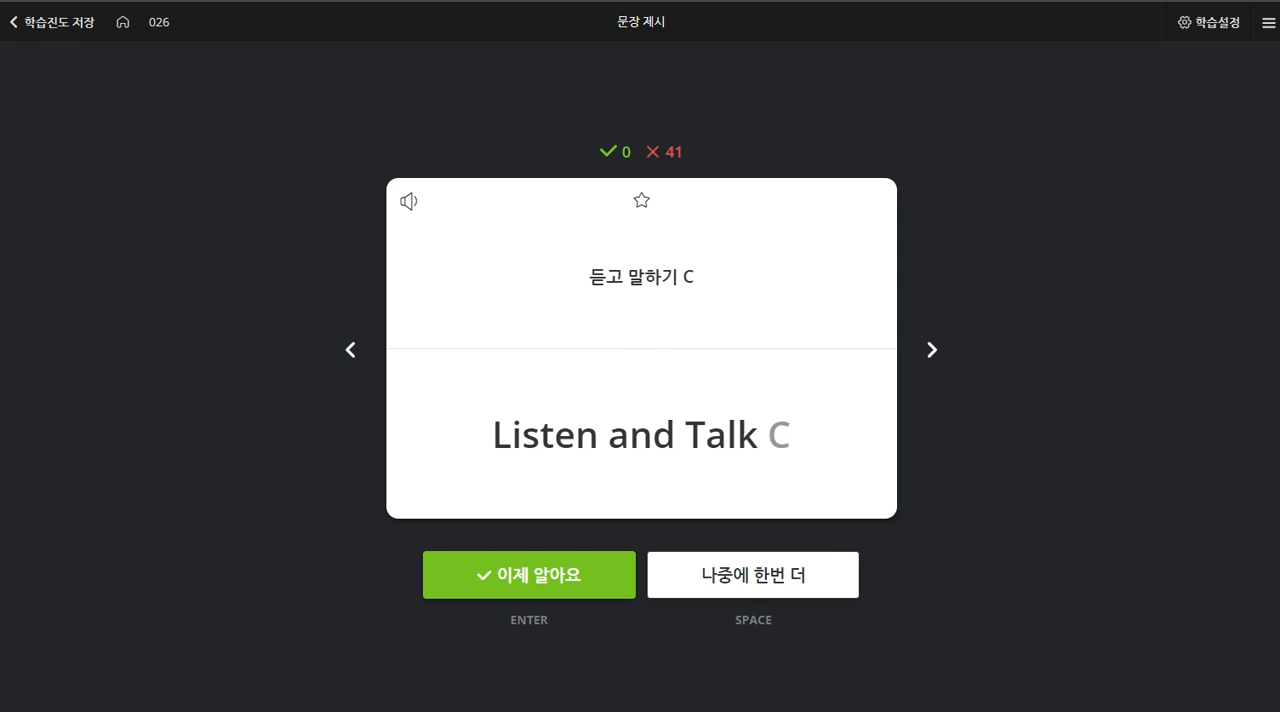 학습진도 저장 026 문장 제시 학습설정
0 41
듣고 말하기 C
Listen and Talk C
이제 알아요 나중에 한번 더
ENTER SPACE